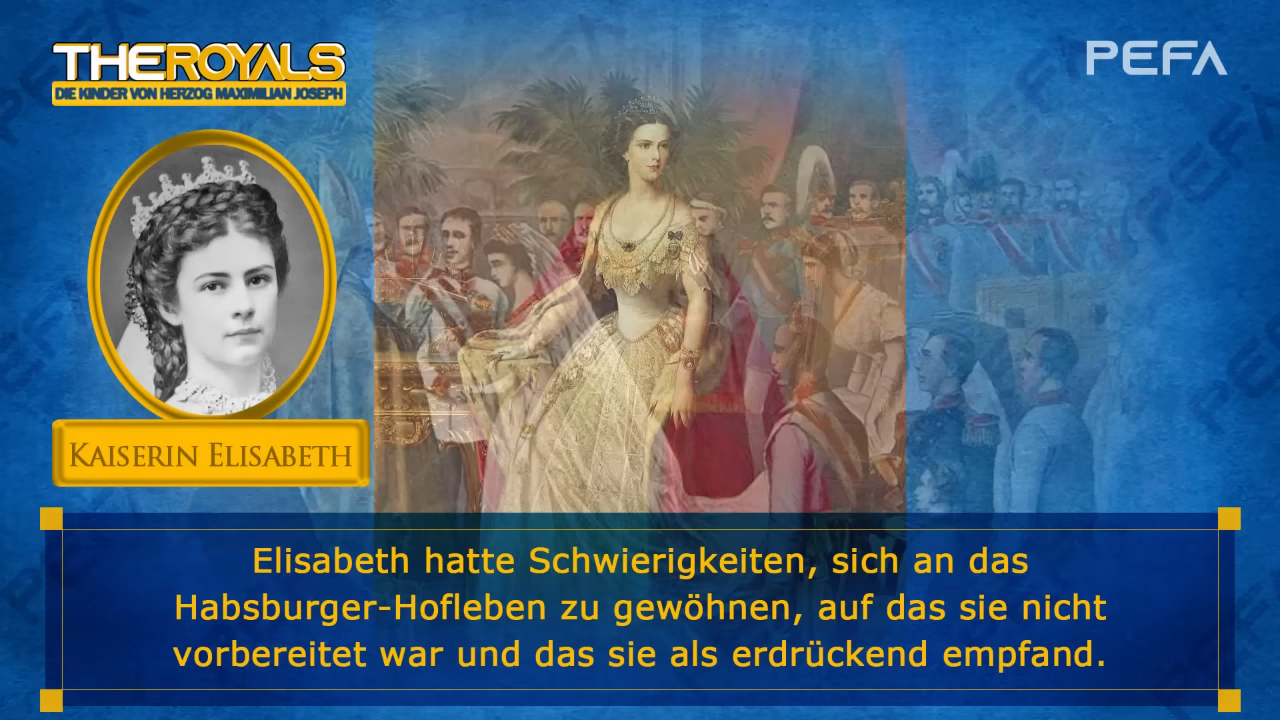 THEROYALS
DIE KINDER VON HERZOG MAXIMILIAN JOSEPH
PEFA
KAISERIN ELISABETH
Elisabeth hatte Schwierigkeiten, sich an das
Habsburger-Hofleben zu gewöhnen, auf das sie nicht
vorbereitet war und das sie als erdrückend empfand.